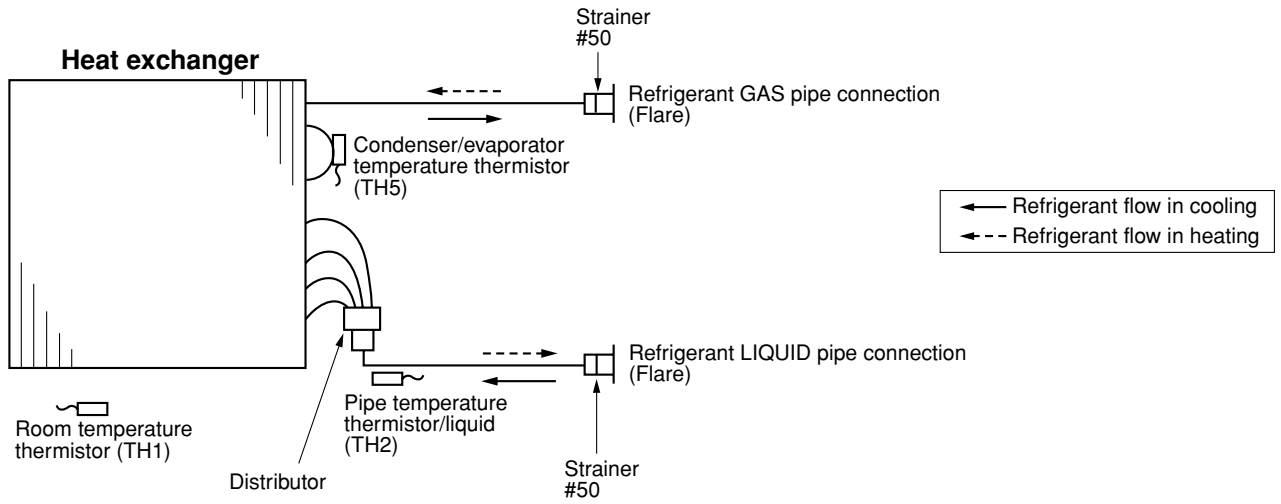 Strainer
#50
Heat exchanger
Refrigerant GAS pipe connection
(Flare)
Condenser/evaporator
temperature thermistor
(TH5)
Refrigerant flow in cooling
Refrigerant flow in heating
Refrigerant LIQUID pipe connection
(Flare)
Pipe temperature
thermistor/liquid
(TH2)
Room temperature
thermistor (TH1)
Distributor
Strainer
#50